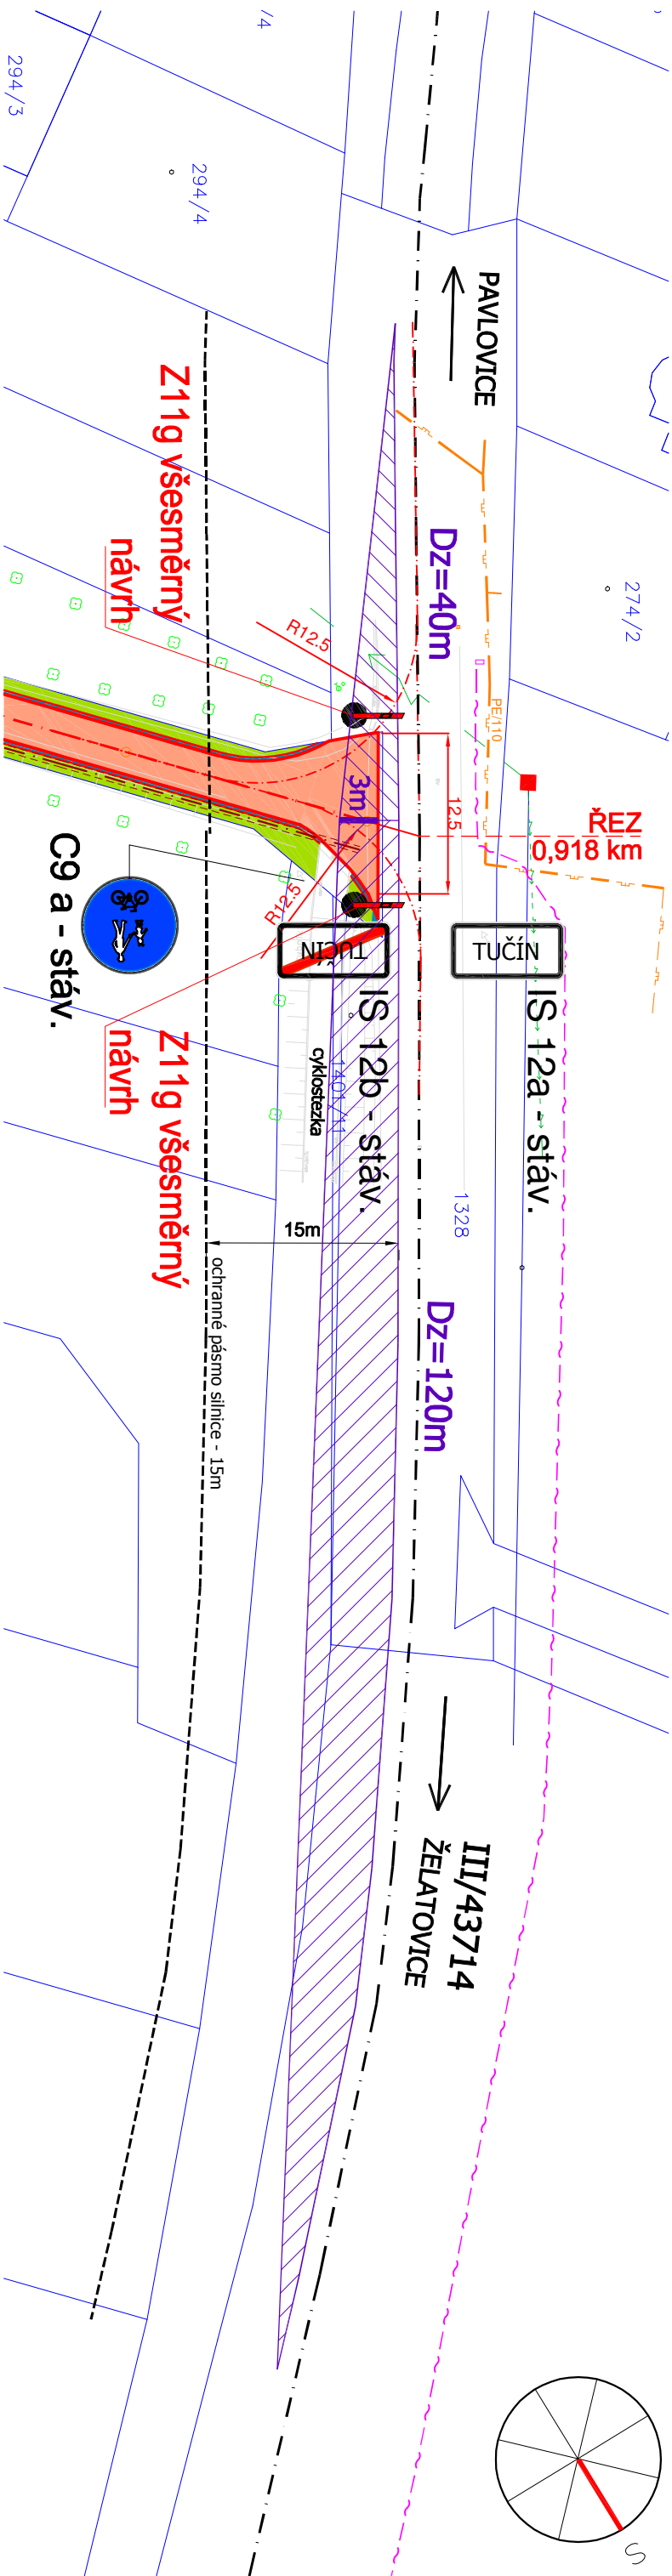 294/3
/4
294/4
PAVLOVICE
Z11g všesměrný
návrh
Dz=40m
274/2
R12.5
PE/110
3m
12.5
ŘEZ
0,918 km
R12.5
C9 a - stáv.
TUČÍN
TUČÍN
IS 12b - stáv.
IS 12a - stáv.
Z11g všesměrný
návrh
cyklostezka
1401/11
1328
15m
ochranné pásmo silnice - 15m
Dz=120m
III/43714
ŽELATOVICE
S